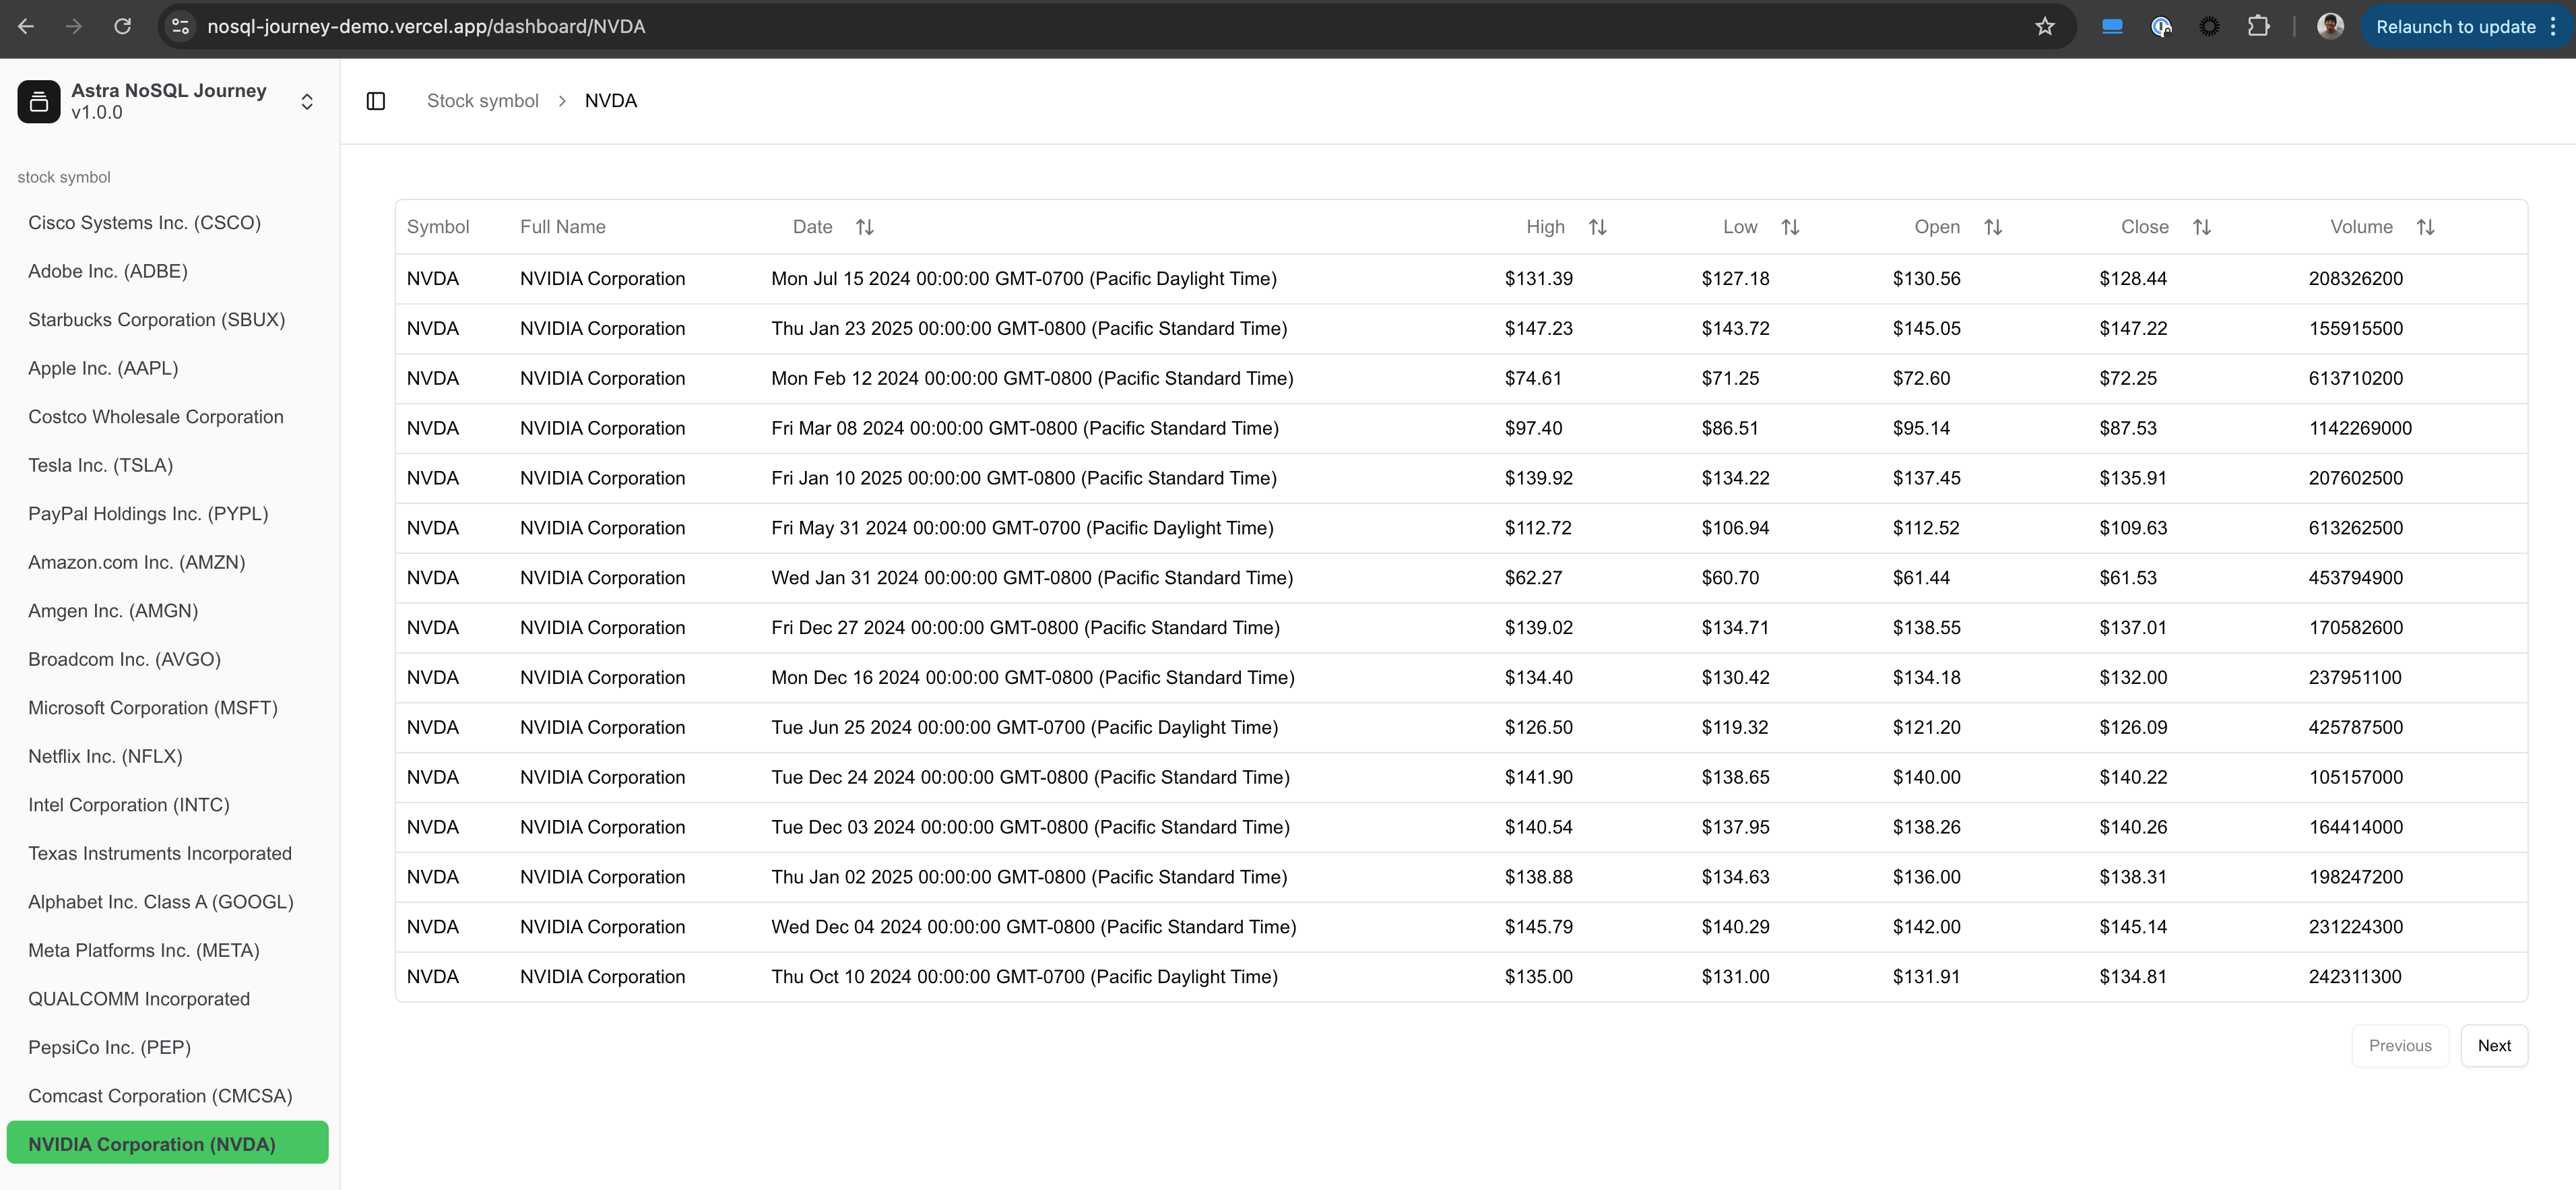 nosql-journey-demo.vercel.app/dashboard/NVDA
Relaunch to update
Astra NoSQL Journey
v1.0.0
Stock symbol > NVDA
stock symbol
Cisco Systems Inc. (CSCO)
Adobe Inc. (ADBE)
Starbucks Corporation (SBUX)
Apple Inc. (AAPL)
Costco Wholesale Corporation
Tesla Inc. (TSLA)
PayPal Holdings Inc. (PYPL)
Amazon.com Inc. (AMZN)
Amgen Inc. (AMGN)
Broadcom Inc. (AVGO)
Microsoft Corporation (MSFT)
Netflix Inc. (NFLX)
Intel Corporation (INTC)
Texas Instruments Incorporated
Alphabet Inc. Class A (GOOGL)
Meta Platforms Inc. (META)
QUALCOMM Incorporated
PepsiCo Inc. (PEP)
Comcast Corporation (CMCSA)
NVIDIA Corporation (NVDA)
Symbol Full Name Date High Low Open Close Volume
NVDA NVIDIA Corporation Mon Jul 15 2024 00:00:00 GMT-0700 (Pacific Daylight Time) $131.39 $127.18 $130.56 $128.44 208326200
NVDA NVIDIA Corporation Thu Jan 23 2025 00:00:00 GMT-0800 (Pacific Standard Time) $147.23 $143.72 $145.05 $147.22 155915500
NVDA NVIDIA Corporation Mon Feb 12 2024 00:00:00 GMT-0800 (Pacific Standard Time) $74.61 $71.25 $72.60 $72.25 613710200
NVDA NVIDIA Corporation Fri Mar 08 2024 00:00:00 GMT-0800 (Pacific Standard Time) $97.40 $86.51 $95.14 $87.53 1142269000
NVDA NVIDIA Corporation Fri Jan 10 2025 00:00:00 GMT-0800 (Pacific Standard Time) $139.92 $134.22 $137.45 $135.91 207602500
NVDA NVIDIA Corporation Fri May 31 2024 00:00:00 GMT-0700 (Pacific Daylight Time) $112.72 $106.94 $112.52 $109.63 613262500
NVDA NVIDIA Corporation Wed Jan 31 2024 00:00:00 GMT-0800 (Pacific Standard Time) $62.27 $60.70 $61.44 $61.53 453794900
NVDA NVIDIA Corporation Fri Dec 27 2024 00:00:00 GMT-0800 (Pacific Standard Time) $139.02 $134.71 $138.55 $137.01 170582600
NVDA NVIDIA Corporation Mon Dec 16 2024 00:00:00 GMT-0800 (Pacific Standard Time) $134.40 $130.42 $134.18 $132.00 237951100
NVDA NVIDIA Corporation Tue Jun 25 2024 00:00:00 GMT-0700 (Pacific Daylight Time) $126.50 $119.32 $121.20 $126.09 425787500
NVDA NVIDIA Corporation Tue Dec 24 2024 00:00:00 GMT-0800 (Pacific Standard Time) $141.90 $138.65 $140.00 $140.22 105157000
NVDA NVIDIA Corporation Tue Dec 03 2024 00:00:00 GMT-0800 (Pacific Standard Time) $140.54 $137.95 $138.26 $140.26 164414000
NVDA NVIDIA Corporation Thu Jan 02 2025 00:00:00 GMT-0800 (Pacific Standard Time) $138.88 $134.63 $136.00 $138.31 198247200
NVDA NVIDIA Corporation Wed Dec 04 2024 00:00:00 GMT-0800 (Pacific Standard Time) $145.79 $140.29 $142.00 $145.14 231224300
NVDA NVIDIA Corporation Thu Oct 10 2024 00:00:00 GMT-0700 (Pacific Daylight Time) $135.00 $131.00 $131.91 $134.81 242311300
Previous Next